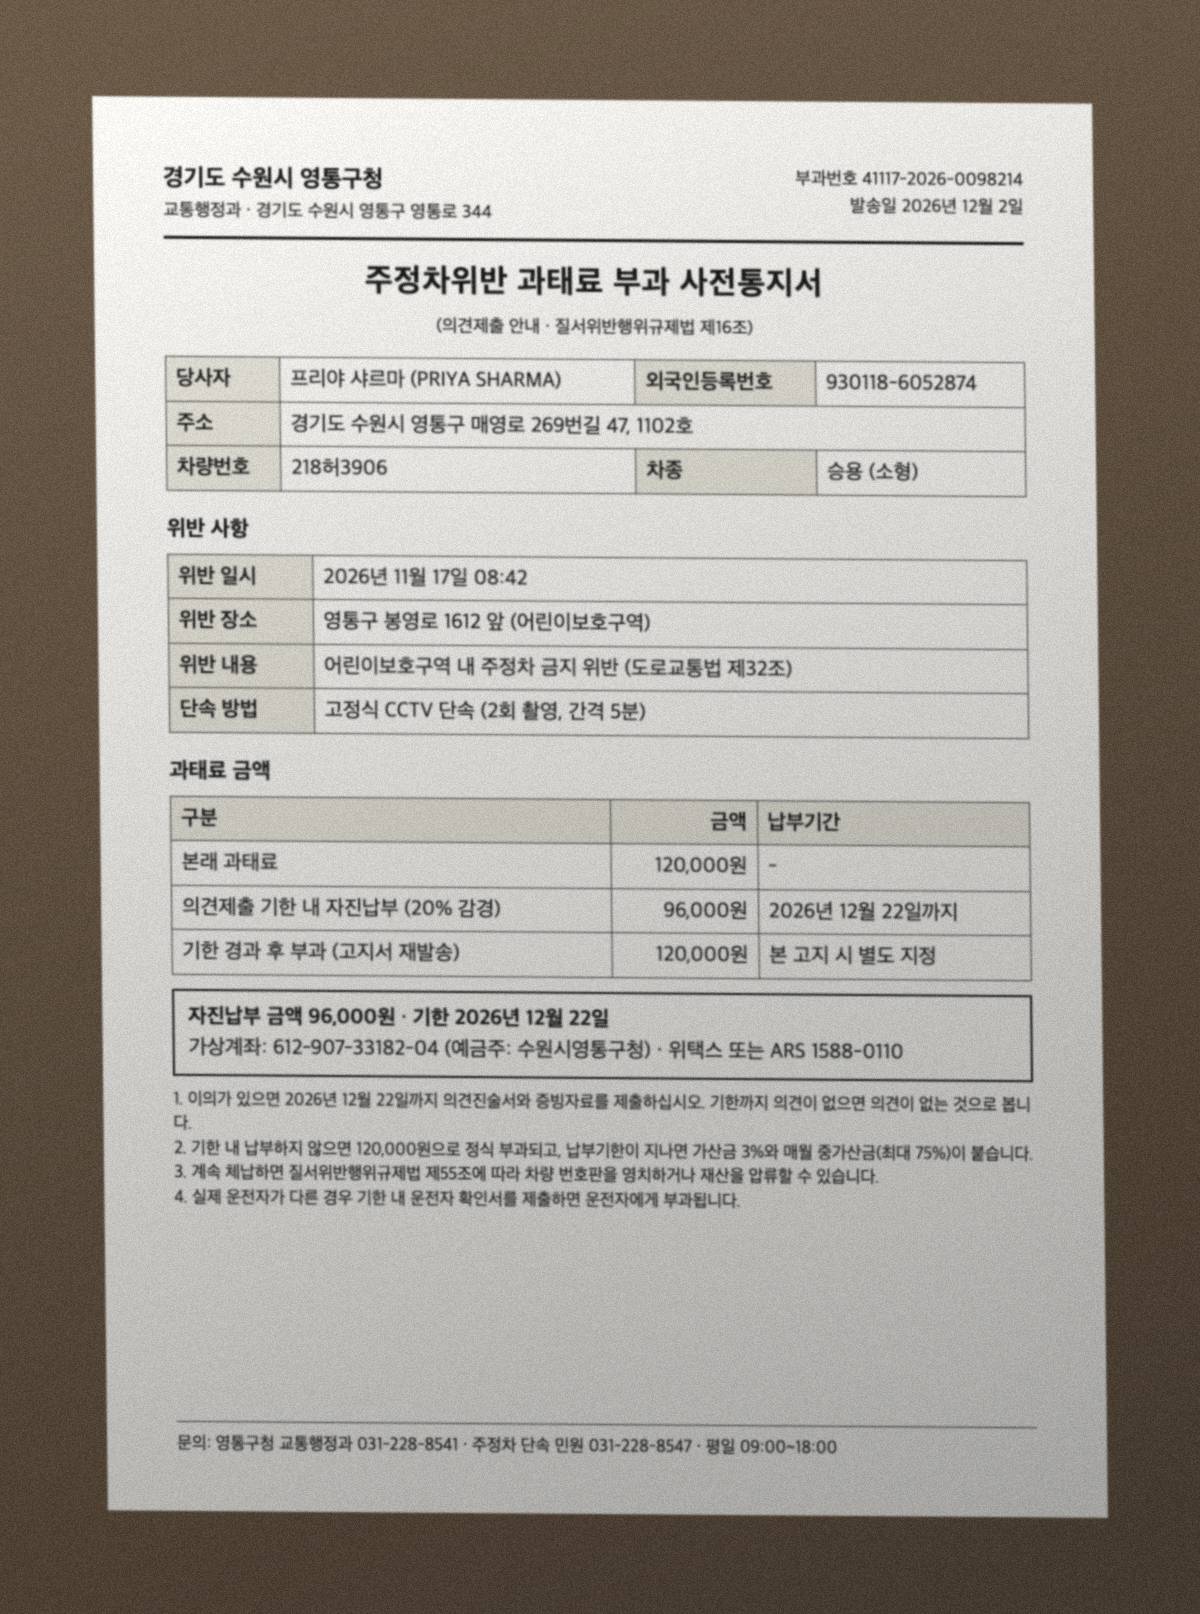 경기도 수원시 영통구청
부과번호 41117-2026-0098214
교통행정과 · 경기도 수원시 영통구 영통로 344
발송일 2026년 12월 2일
주정차위반 과태료 부과 사전통지서
(의견제출 안내 · 질서위반행위규제법 제16조)
당사자 프리야 샤르마 (PRIYA SHARMA) 외국인등록번호 930118-6052874
주소 경기도 수원시 영통구 매영로 269번길 47, 1102호
차량번호 218허3906 차종 승용 (소형)
위반 사항
위반 일시 2026년 11월 17일 08:42
위반 장소 영통구 봉영로 1612 앞 (어린이보호구역)
위반 내용 어린이보호구역 내 주정차 금지 위반 (도로교통법 제32조)
단속 방법 고정식 CCTV 단속 (2회 촬영, 간격 5분)
과태료 금액
구분 금액 납부기간
본래 과태료 120,000원 -
의견제출 기한 내 자진납부 (20% 감경) 96,000원 2026년 12월 22일까지
기한 경과 후 부과 (고지서 재발송) 120,000원 본 고지 시 별도 지정
자진납부 금액 96,000원 · 기한 2026년 12월 22일
가상계좌: 612-907-33182-04 (예금주: 수원시영통구청) · 위택스 또는 ARS 1588-0110
1. 이의가 있으면 2026년 12월 22일까지 의견진술서와 증빙자료를 제출하십시오. 기한까지 의견이 없으면 의견이 없는 것으로 봅니
다.
2. 기한 내 납부하지 않으면 120,000원으로 정식 부과되고, 납부기한이 지나면 가산금 3%와 매월 중가산금(최대 75%)이 붙습니다.
3. 계속 체납하면 질서위반행위규제법 제55조에 따라 차량 번호판을 영치하거나 재산을 압류할 수 있습니다.
4. 실제 운전자가 다른 경우 기한 내 운전자 확인서를 제출하면 운전자에게 부과됩니다.
문의: 영통구청 교통행정과 031-228-8541 · 주정차 단속 민원 031-228-8547 · 평일 09:00~18:00